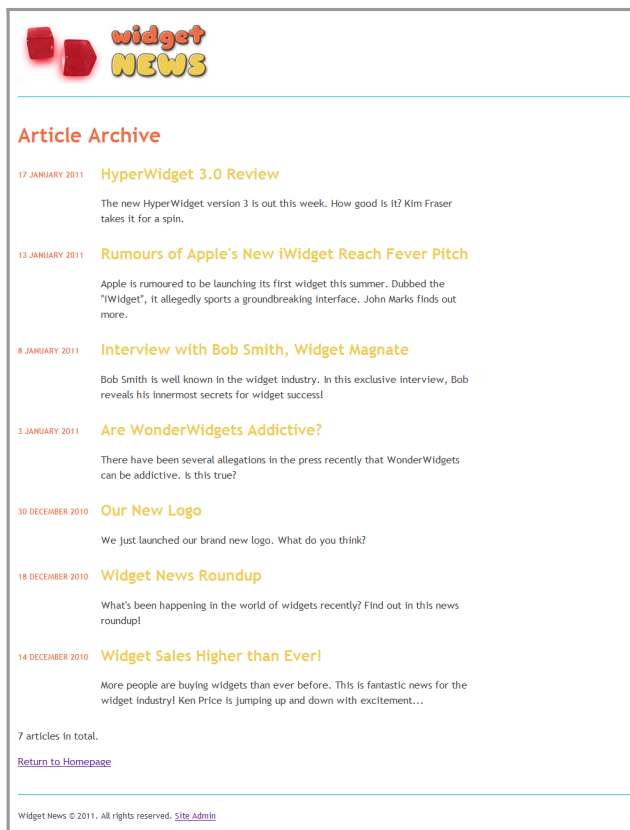 widget
NEWS
Article Archive
17 JANUARY 2011 HyperWidget 3.0 Review
The new HyperWidget version 3 is out this week. How good is it? Kim Fraser
takes it for a spin.
13 JANUARY 2011 Rumours of Apple's New iWidget Reach Fever Pitch
Apple is rumoured to be launching its first widget this summer. Dubbed the
"iWidget", it allegedly sports a groundbreaking interface. John Marks finds out
more.
8 JANUARY 2011 Interview with Bob Smith, Widget Magnate
Bob Smith is well known in the widget industry. In this exclusive interview, Bob
reveals his innermost secrets for widget success!
3 JANUARY 2011 Are WonderWidgets Addictive?
There have been several allegations in the press recently that WonderWidgets
can be addictive. Is this true?
30 DECEMBER 2010 Our New Logo
We just launched our brand new logo. What do you think?
18 DECEMBER 2010 Widget News Roundup
What's been happening in the world of widgets recently? Find out in this news
roundup!
14 DECEMBER 2010 Widget Sales Higher than Ever!
More people are buying widgets than ever before. This is fantastic news for the
widget industry! Ken Price is jumping up and down with excitement...
7 articles in total.
Return to Homepage
Widget News © 2011. All rights reserved. Site Admin